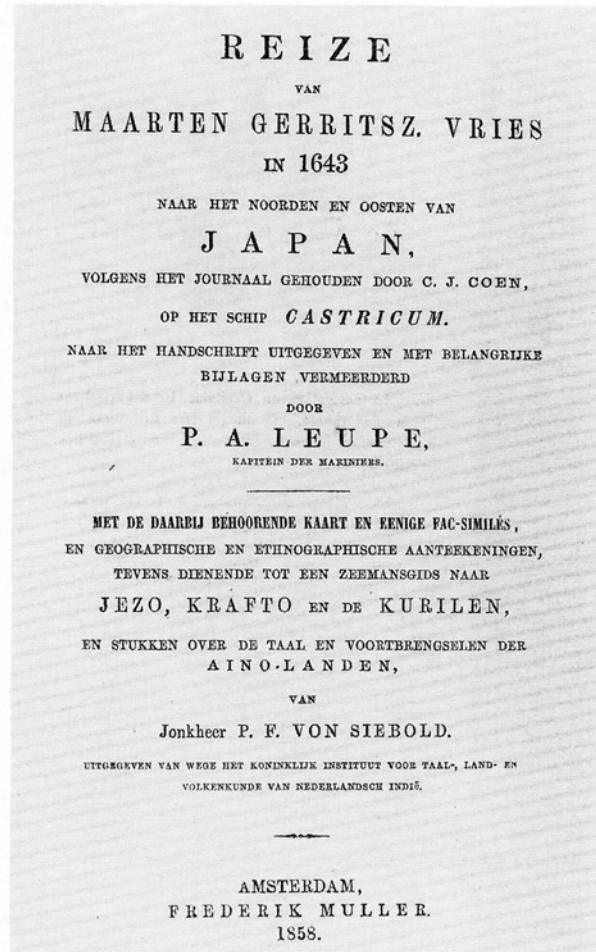 REIZE
VAN
MAARTEN GERRITSZ. VRIES
IN 1643
NAAR HET NOORDEN EN OOSTEN VAN
JAPAN,
VOLGENS HET JOURNAAL GEHOUDEN DOOR C. J. COEN,
OP HET SCHIP CASTRICUM.
NAAR HET HANDSCHRIFT UITGEGEVEN EN MET BELANGRIJKE
BIJLAGEN VERMEERDERD
DOOR
P. A. LEUPE,
KAPITEIN DER MARINIERS.
MET DE DAARBIJ BEHOORENDE KAART EN EENIGE FAC-SIMILÉS,
EN GEOGRAPHISCHE EN ETHNOGRAPHISCHE AANTEEKENINGEN,
TEVENS DIENENDE TOT EEN ZEEMANSGIDS NAAR
JEZO, KRAFTO EN DE KURILEN,
EN STUKKEN OVER DE TAAL EN VOORTBRENGSELEN DER
AINO-LANDEN,
VAN
Jonkheer P. F. VON SIEBOLD.
UITGEGEVEN VAN WEGE HET KONINKLIJK INSTITUUT VOOR TAAL-, LAND- EN
VOLKENKUNDE VAN NEDERLANDSCH INDIË.
AMSTERDAM,
FREDERIK MULLER.
1858.